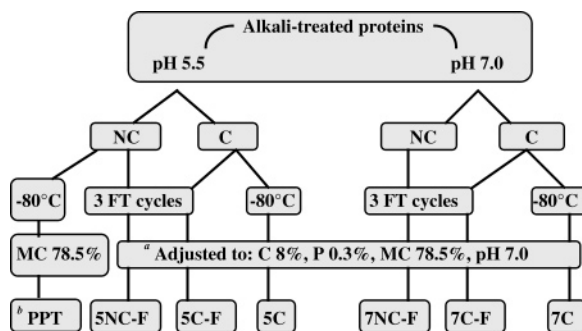 Alkali-treated proteins
pH 5.5 pH 7.0
NC C NC C
-80°C 3 FT cycles -80°C 3 FT cycles -80°C
MC 78.5% a Adjusted to: C 8%, P 0.3%, MC 78.5%, pH 7.0
b PPT 5NC-F 5C-F 5C 7NC-F 7C-F 7C